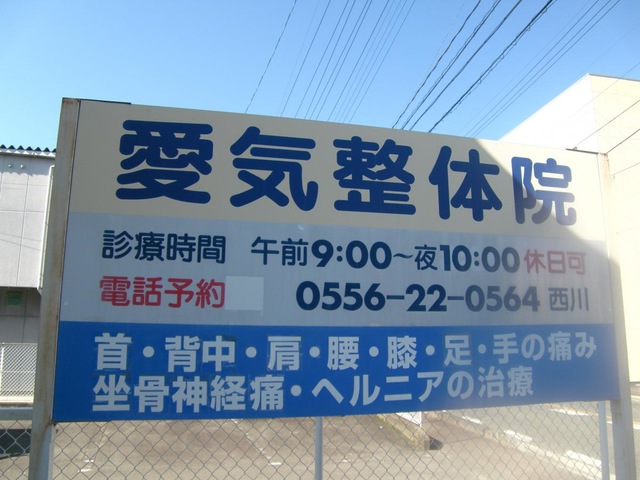 愛気整体院
診療時間 午前9:00～夜10:00 休日可
電話予約 0556-22-0564 西川
首・背中・肩・腰・膝・足・手の痛み
坐骨神経痛・ヘルニアの治療